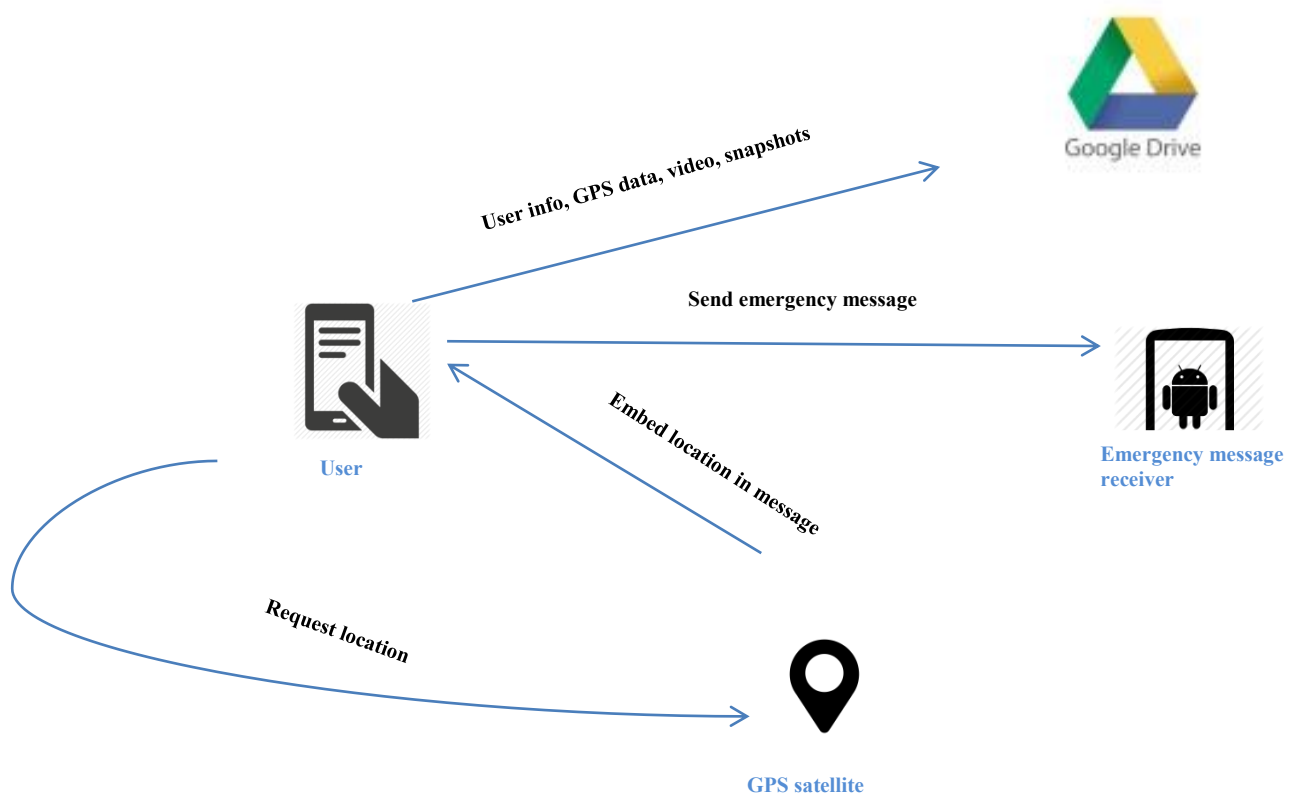 Google Drive
User info, GPS data, video, snapshots
Send emergency message
Embed location in message
User
Emergency message
receiver
Request location
GPS satellite